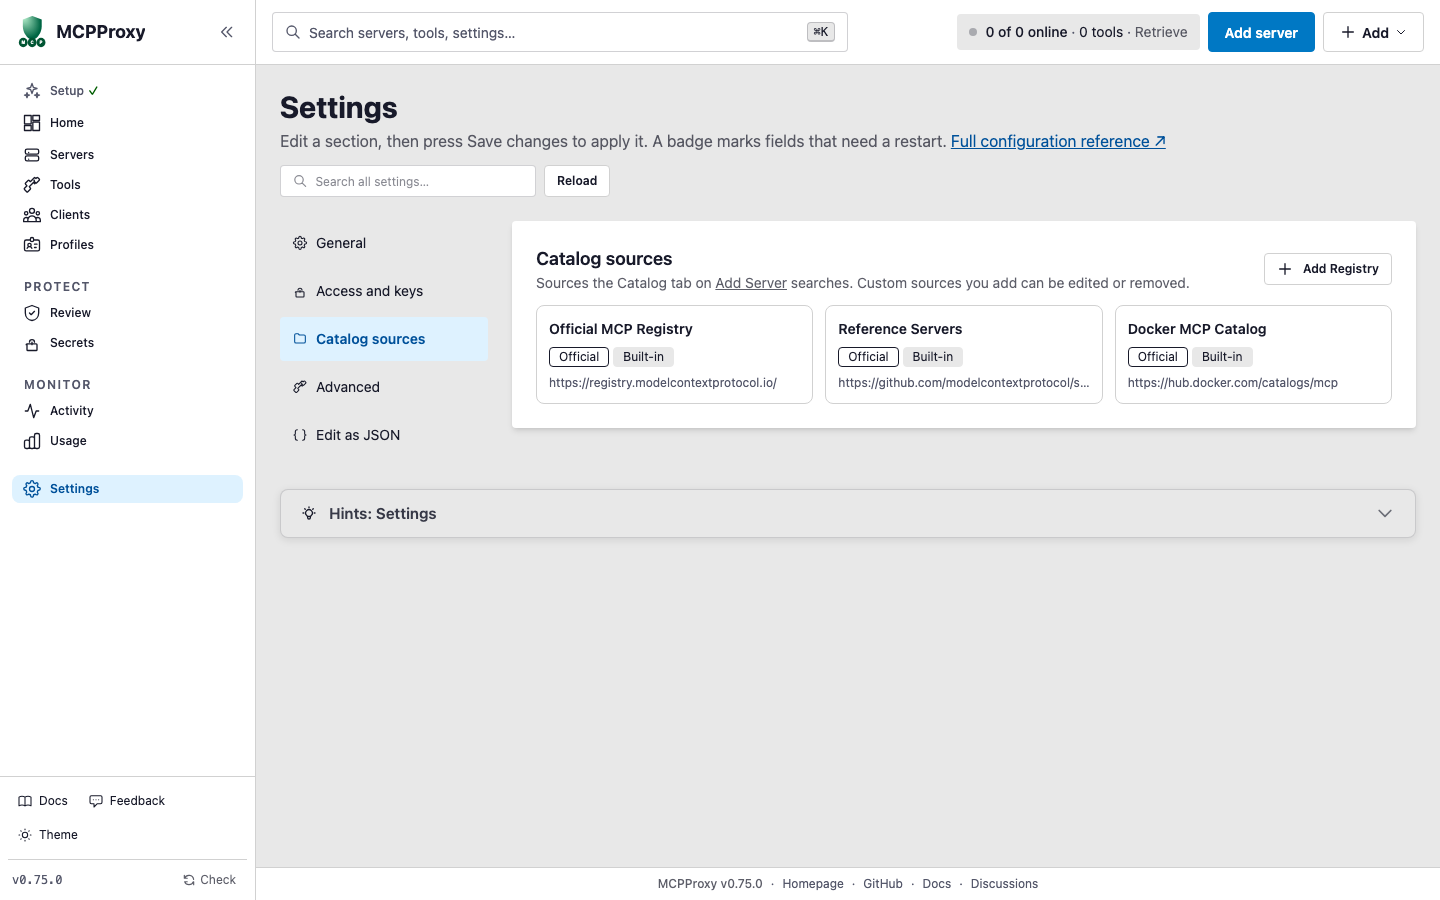 MCPProxy
Search servers, tools, settings...
⌘K
0 of 0 online · 0 tools · Retrieve
Add server
Add
Setup
Home
Servers
Tools
Clients
Profiles
PROTECT
Review
Secrets
MONITOR
Activity
Usage
Settings
Docs
Feedback
Theme
v0.75.0
Check
Settings
Edit a section, then press Save changes to apply it. A badge marks fields that need a restart. Full configuration reference ↗
Search all settings...
Reload
General
Access and keys
Catalog sources
Advanced
Edit as JSON
Catalog sources
Sources the Catalog tab on Add Server searches. Custom sources you add can be edited or removed.
Add Registry
Official MCP Registry
Official Built-in
https://registry.modelcontextprotocol.io/
Reference Servers
Official Built-in
https://github.com/modelcontextprotocol/s...
Docker MCP Catalog
Official Built-in
https://hub.docker.com/catalogs/mcp
Hints: Settings
MCPProxy v0.75.0 · Homepage · GitHub · Docs · Discussions